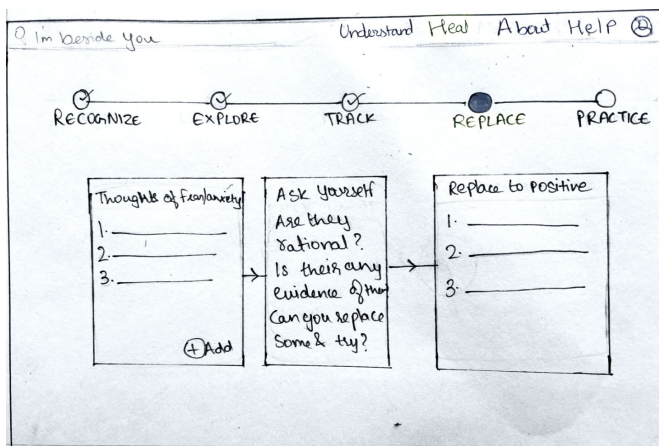 I'm beside you
Understand Heal About Help
RECOGNIZE EXPLORE TRACK REPLACE PRACTICE
Thoughts of Fear/anxiety
1.
2.
3.
+ Add
Ask Yourself
Are they
rational?
Is their any
evidence of them
Can you replace
some & try?
Replace to Positive
1.
2.
3.